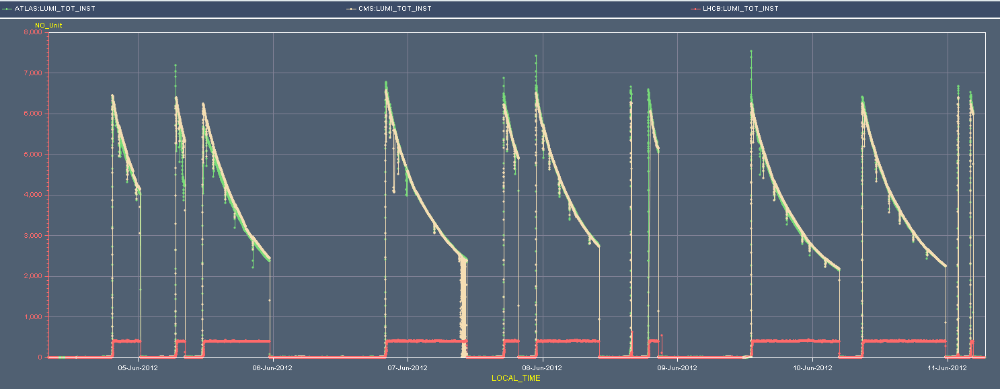 ATLAS:LUMI_TOT_INST CMS:LUMI_TOT_INST LHCB:LUMI_TOT_INST
NO_Unit
8,000
7,000
6,000
5,000
4,000
3,000
2,000
1,000
0
05-Jun-2012 06-Jun-2012 07-Jun-2012 08-Jun-2012 09-Jun-2012 10-Jun-2012 11-Jun-2012
LOCAL_TIME